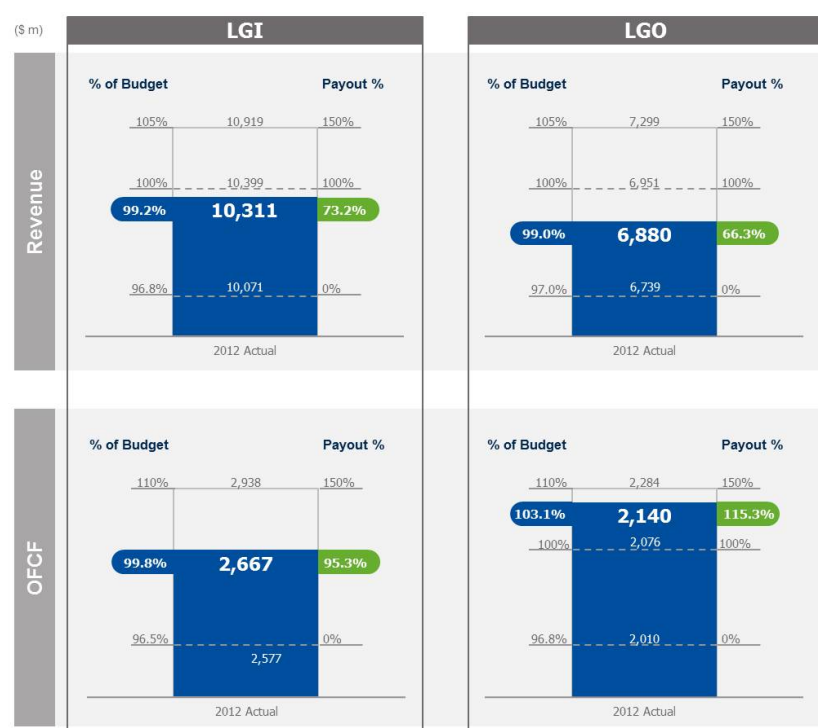 ($ m)
LGI
LGO
Revenue
% of Budget Payout %
105% 10,919 150%
100% 10,399 100%
99.2% 10,311 73.2%
96.8% 10,071 0%
2012 Actual
% of Budget Payout %
105% 7,299 150%
100% 6,951 100%
99.0% 6,880 66.3%
97.0% 6,739 0%
2012 Actual
OFCF
% of Budget Payout %
110% 2,938 150%
99.8% 2,667 95.3%
96.5% 0%
2,577
2012 Actual
% of Budget Payout %
110% 2,284 150%
103.1% 2,140 115.3%
100% 2,076 100%
96.8% 2,010 0%
2012 Actual